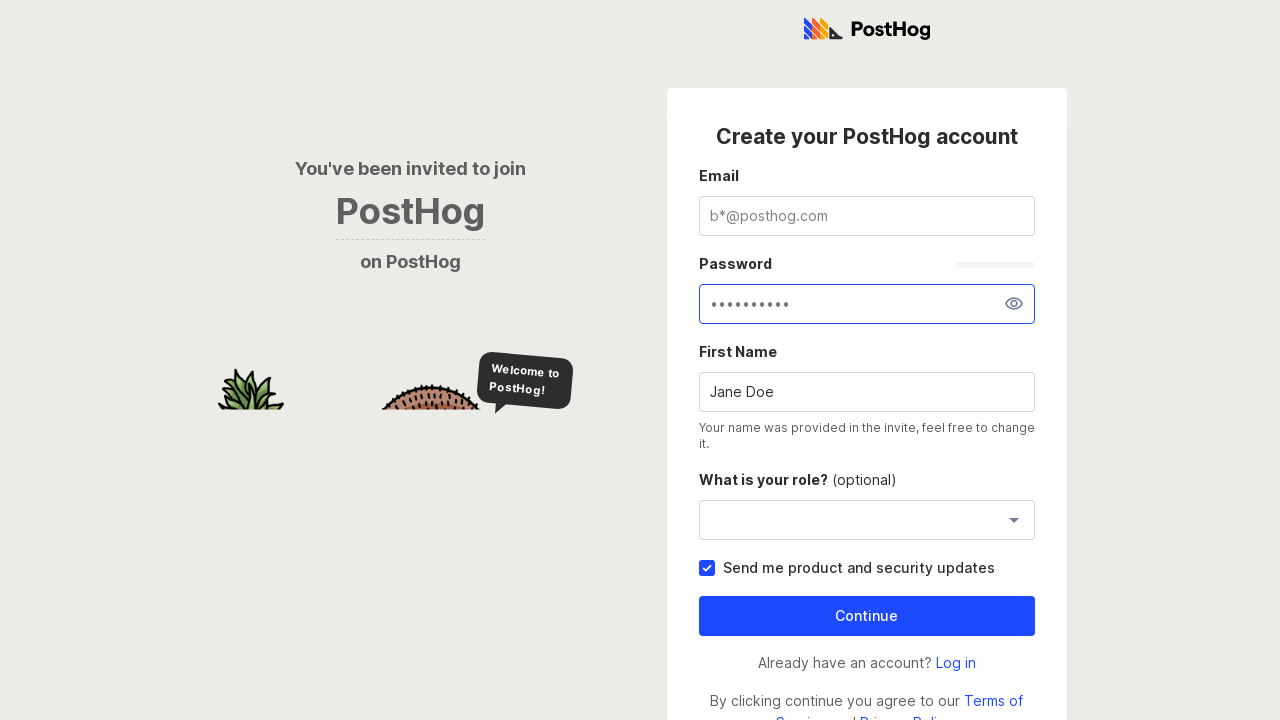 PostHog
You've been invited to join
PostHog
on PostHog
Welcome to
PostHog!
Create your PostHog account
Email
b*@posthog.com
Password
••••••••••
First Name
Jane Doe
Your name was provided in the invite, feel free to change
it.
What is your role? (optional)
Send me product and security updates
Continue
Already have an account? Log in
By clicking continue you agree to our Terms of